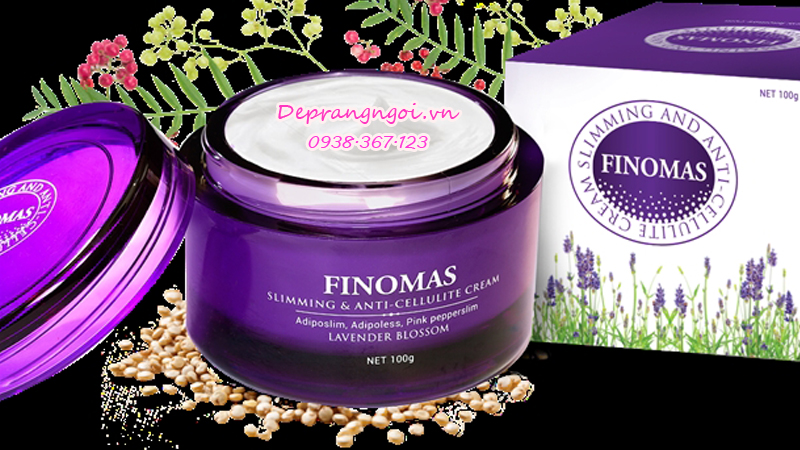 Deprangngoi.vn
0938·367·123
FINOMAS
SLIMMING & ANTI-CELLULITE CREAM
Adiposlim, Adipoless, Pink pepperslim
LAVENDER BLOSSOM
NET 100g
NET 100g
CREAM SLIMMING AND ANTI-CELLULITE
FINOMAS